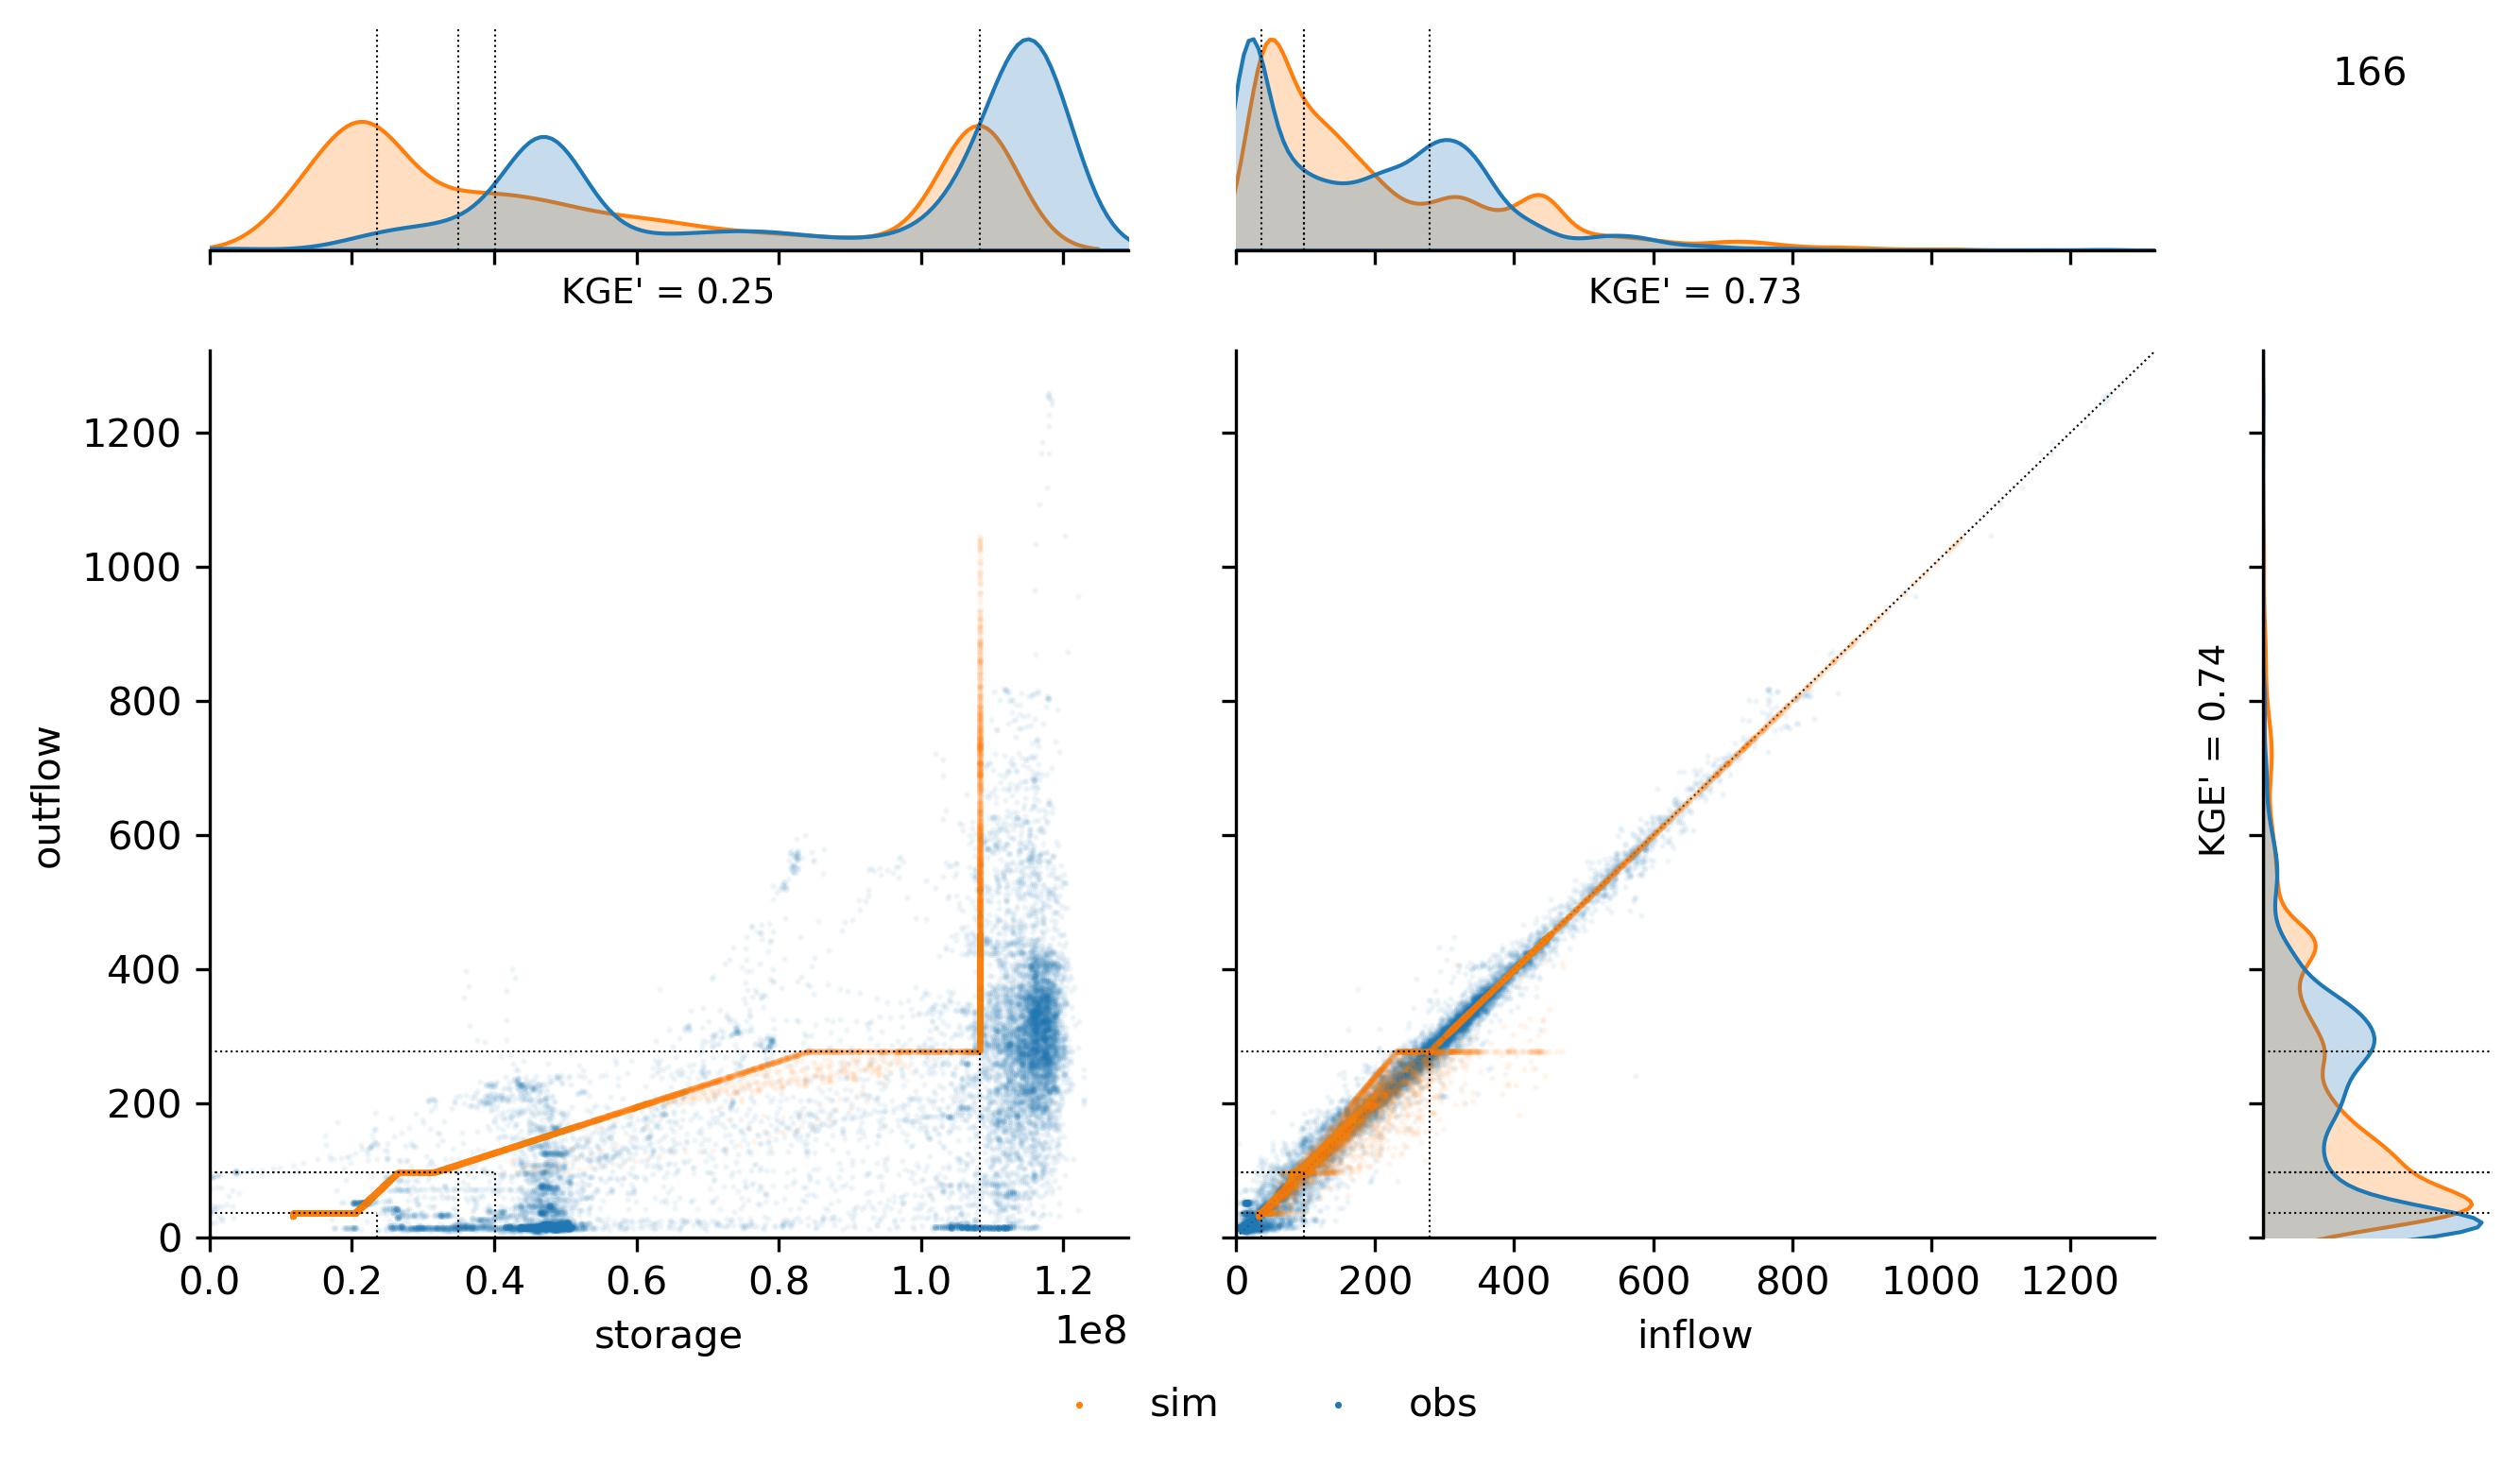 166
KGE' = 0.25
KGE' = 0.73
1200
1000
800
600
400
200
0
outflow
KGE' = 0.74
0.0 0.2 0.4 0.6 0.8 1.0 1.2
1e8
storage
0 200 400 600 800 1000 1200
inflow
sim obs